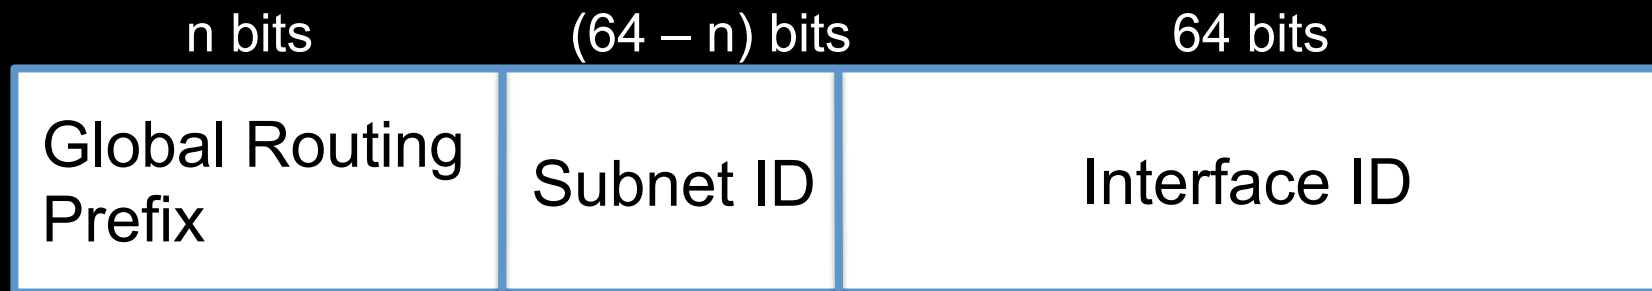 n bits (64 – n) bits 64 bits
Global Routing
Prefix
Subnet ID
Interface ID